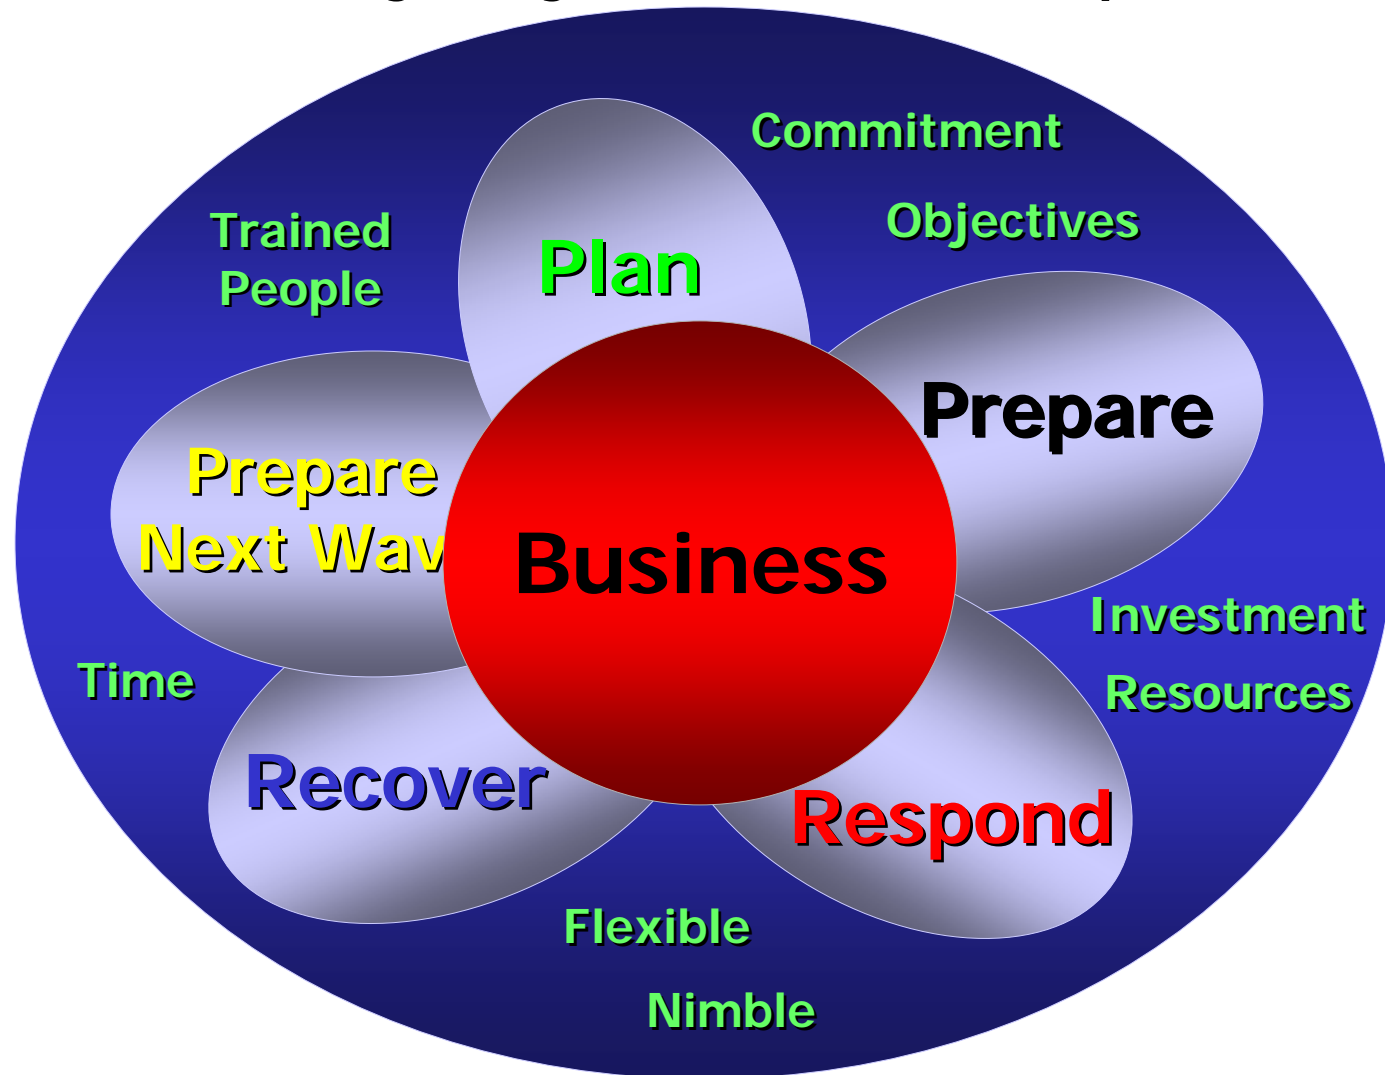 Commitment
Objectives
Trained
People
Plan
Prepare
Prepare
Next Wav
Business
Investment
Resources
Time
Recover
Respond
Flexible
Nimble